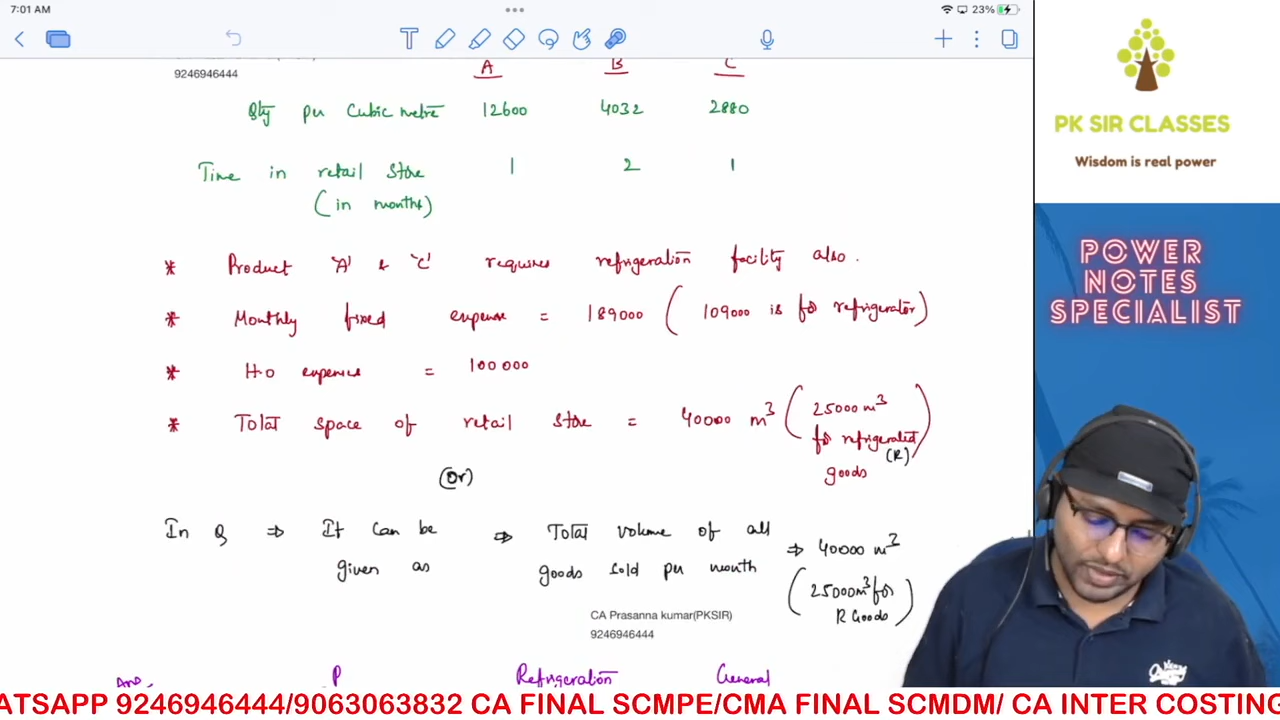 7:01 AM
23%
T
9246946444
A B C
Qty per Cubic metre 12600 4032 2880
Time in retail store 1 2 1
(in months)
* Product 'A' & 'C' requires refrigeration facility also.
* Monthly fixed expense = 189000 (109000 is for refrigerator)
* H.O expense = 100000
* Total space of retail store = 40000 m³ (25000 m³
for refrigerated
(R)
goods)
(Or)
In Q ⇒ It can be given as ⇒ Total volume of all goods sold per month ⇒ 40000 m³
(25000m³ for
R Goods)
CA Prasanna kumar(PKSIR)
9246946444
Ans. P Refrigeration General
PK SIR CLASSES
Wisdom is real power
POWER
NOTES
SPECIALIST
ATSAPP 9246946444/9063063832 CA FINAL SCMPE/CMA FINAL SCMDM/ CA INTER COSTING